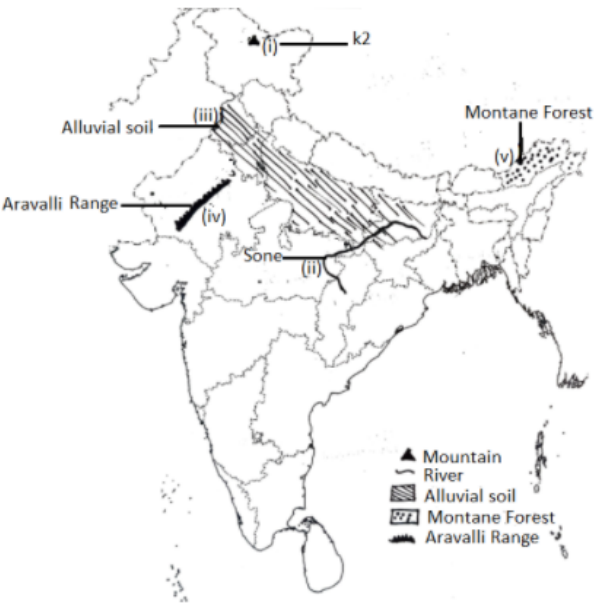 (i) k2
(iii)
Alluvial soil
Montane Forest
(v)
Aravalli Range
(iv)
Sone
(ii)
Mountain
River
Alluvial soil
Montane Forest
Aravalli Range